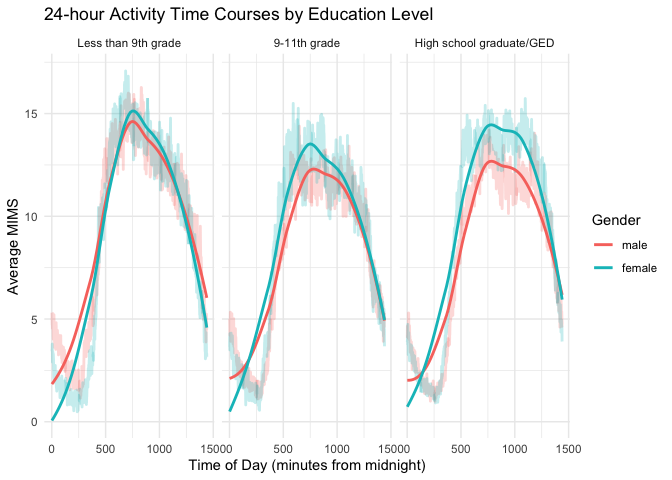 24-hour Activity Time Courses by Education Level
Less than 9th grade
9-11th grade
High school graduate/GED
Average MIMS
15
10
5
0
0 500 1000 1500
0 500 1000 1500
0 500 1000 1500
Time of Day (minutes from midnight)
Gender
male
female